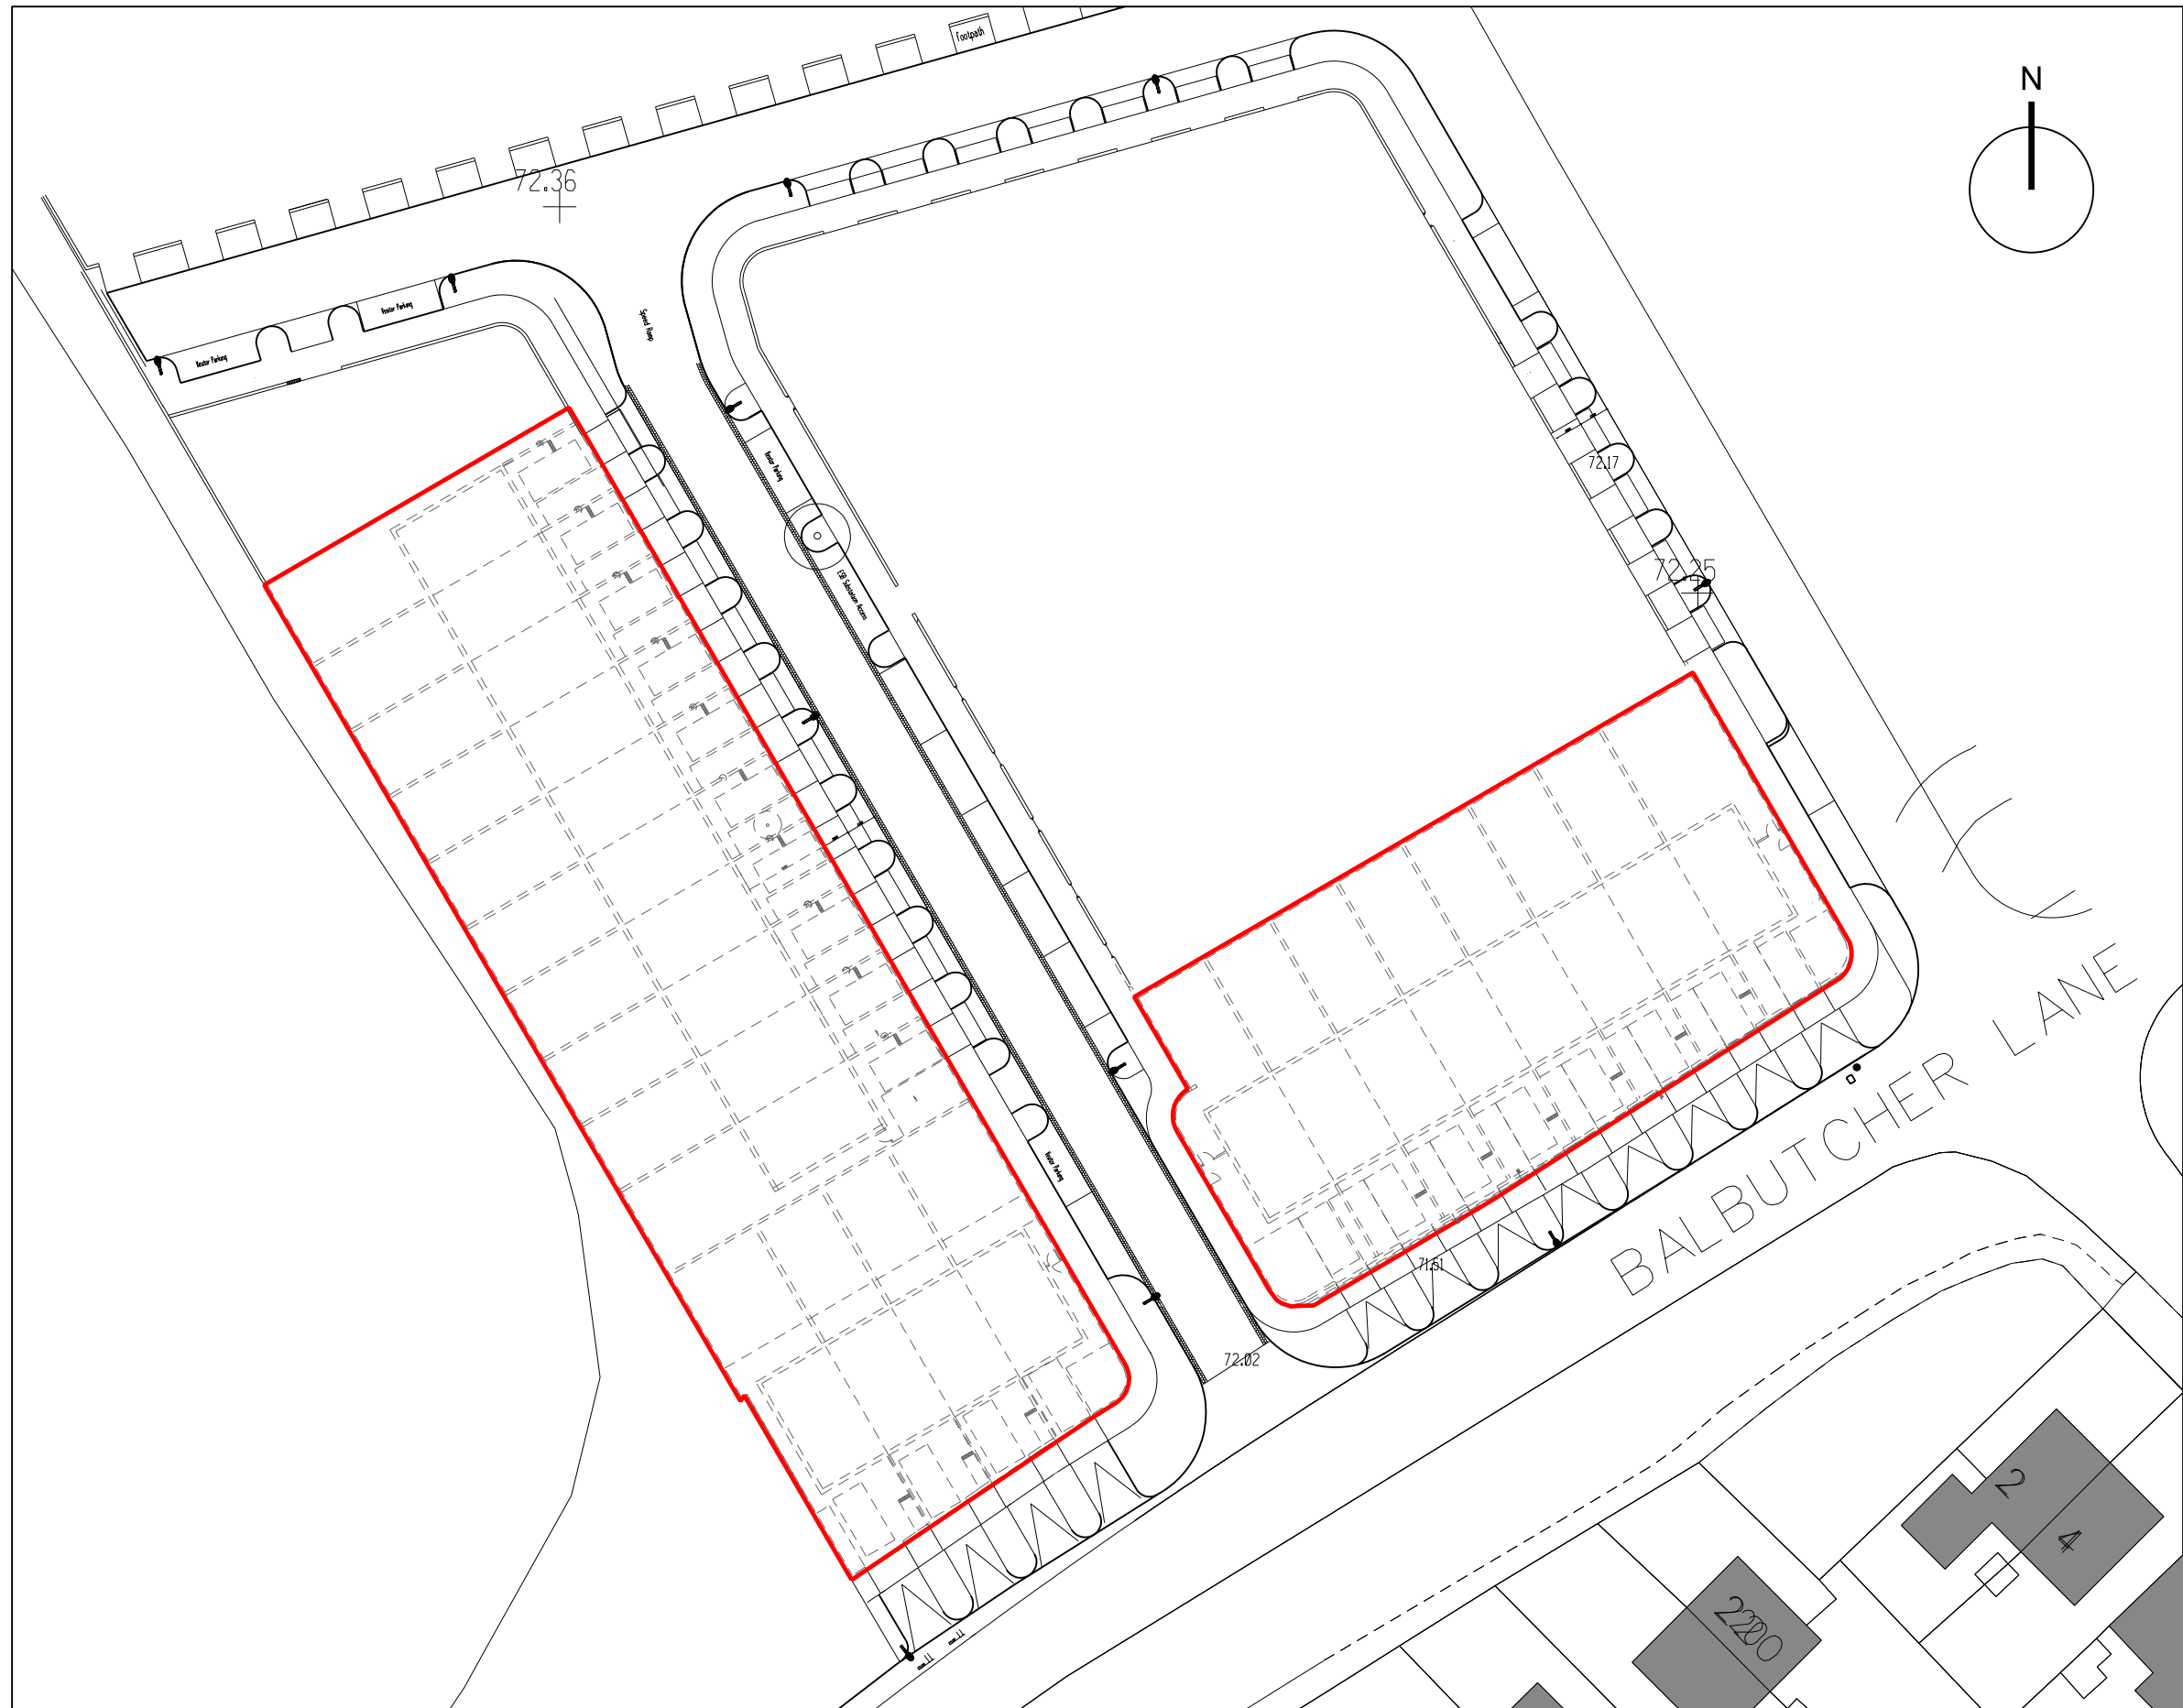 Footpath
N
72.36
Visitor Parking
Visitor Parking
Speed Ramp
Visitor Parking
72.17
72.25
ESB Substation Access
BALBUTCHER LANE
Visitor Parking
71.61
72.02
2
4